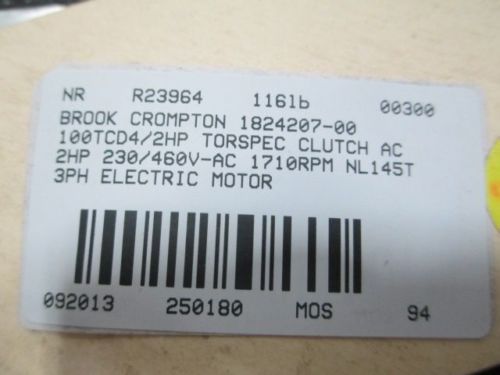 NR R23964 116lb 00300
BROOK CROMPTON 1824207-00
100TCD4/2HP TORSPEC CLUTCH AC
2HP 230/460V-AC 1710RPM NL145T
3PH ELECTRIC MOTOR
092013 250180 MOS 94